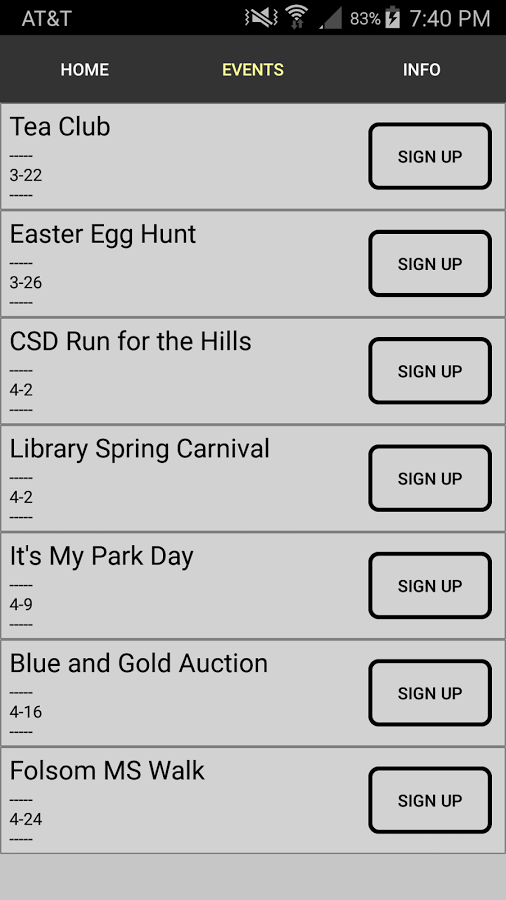 AT&T 83% 7:40 PM
HOME EVENTS INFO
Tea Club
-----
3-22
-----
SIGN UP
Easter Egg Hunt
-----
3-26
-----
SIGN UP
CSD Run for the Hills
-----
4-2
-----
SIGN UP
Library Spring Carnival
-----
4-2
-----
SIGN UP
It's My Park Day
-----
4-9
-----
SIGN UP
Blue and Gold Auction
-----
4-16
-----
SIGN UP
Folsom MS Walk
-----
4-24
-----
SIGN UP